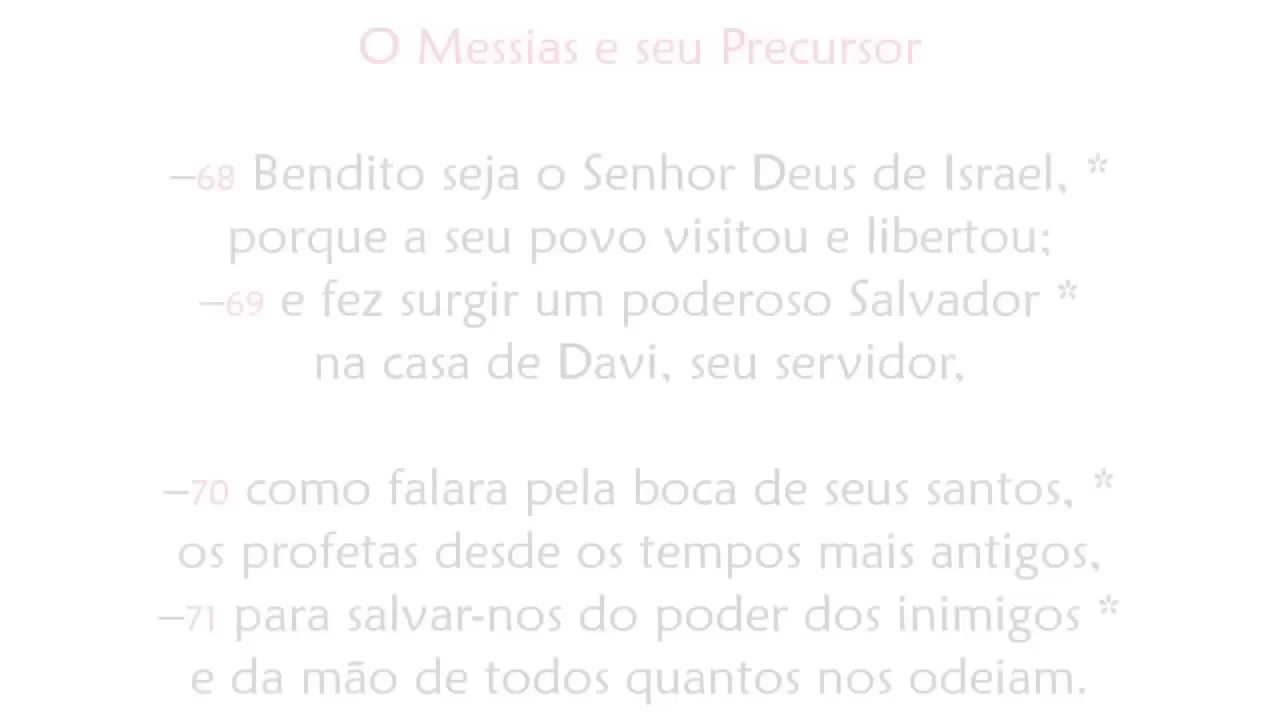 O Messias e seu Precursor
–68 Bendito seja o Senhor Deus de Israel, *
porque a seu povo visitou e libertou;
–69 e fez surgir um poderoso Salvador *
na casa de Davi, seu servidor,
–70 como falara pela boca de seus santos, *
os profetas desde os tempos mais antigos,
–71 para salvar-nos do poder dos inimigos *
e da mão de todos quantos nos odeiam.